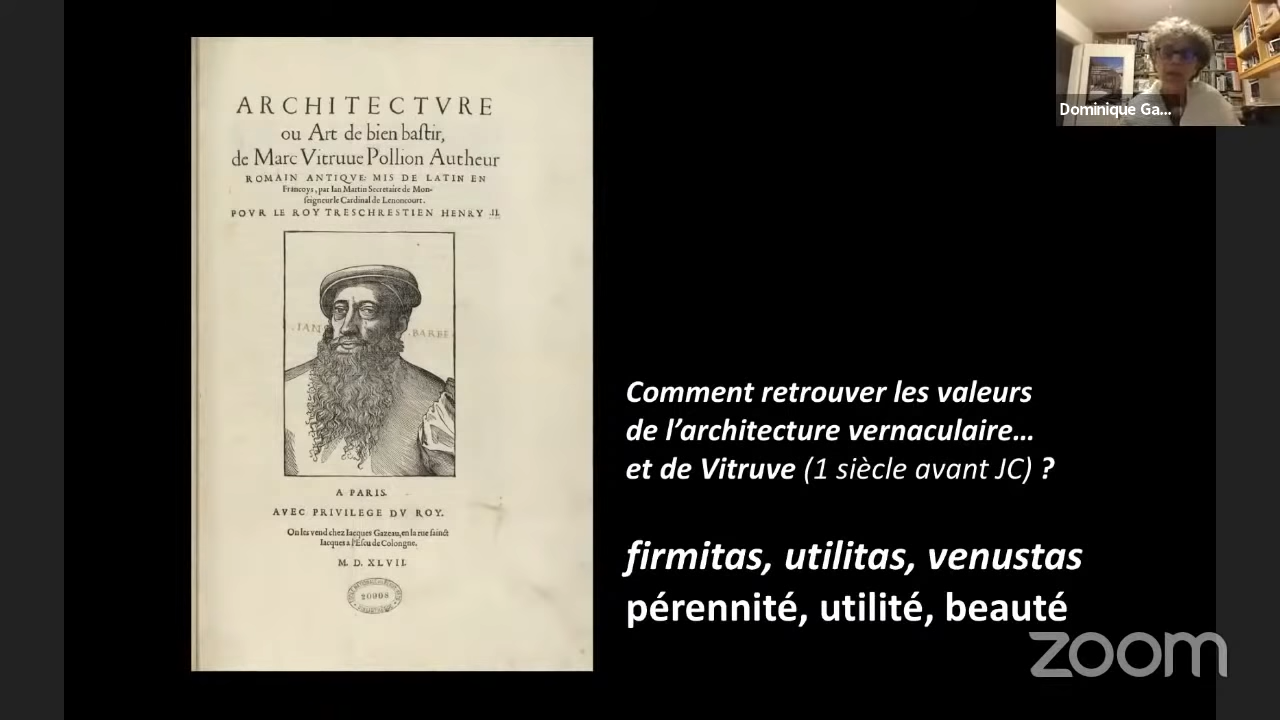 ARCHITECTVRE
ou Art de bien baſtir,
de Marc Vitruue Pollion Autheur
ROMAIN ANTIQVE: MIS DE LATIN EN
Francoys, par Ian Martin Secretaire de Mon-
ſeigneur le Cardinal de Lenoncourt.
POVR LE ROY TRESCHRESTIEN HENRY .II.
.IAN
.BARBE
A PARIS.
AVEC PRIVILEGE DV ROY.
On les vend chez Iacques Gazeau, en la rue ſainct
Iacques a l'Eſcu de Colongne.
M. D. XLVII.
20008
Comment retrouver les valeurs
de l’architecture vernaculaire…
et de Vitruve (1 siècle avant JC) ?
firmitas, utilitas, venustas
pérennité, utilité, beauté
Dominique Ga...
zoom